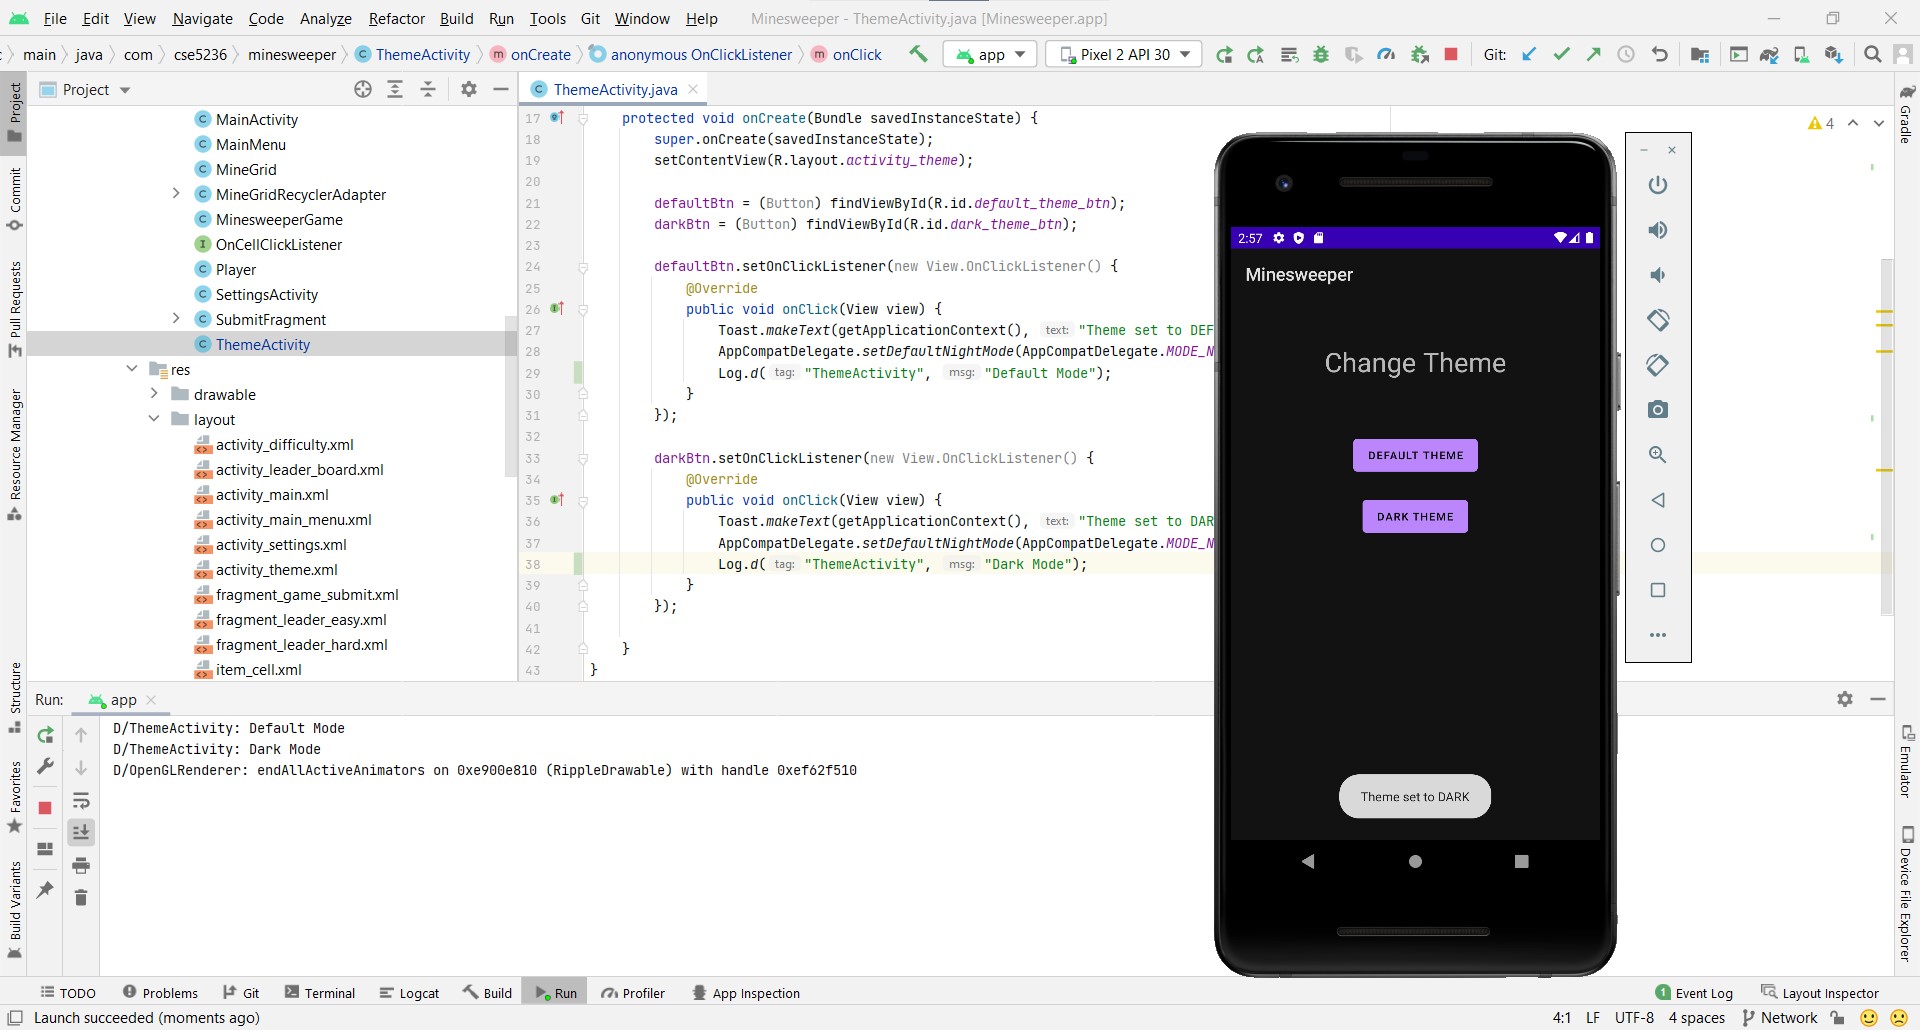 File Edit View Navigate Code Analyze Refactor Build Run Tools Git Window Help Minesweeper - ThemeActivity.java [Minesweeper.app]
main java com cse5236 minesweeper ThemeActivity onCreate anonymous OnClickListener onClick app Pixel 2 API 30 Git:
Project
ThemeActivity.java
MainActivity
MainMenu
MineGrid
MineGridRecyclerAdapter
MinesweeperGame
OnCellClickListener
Player
SettingsActivity
SubmitFragment
ThemeActivity
res
drawable
layout
activity_difficulty.xml
activity_leader_board.xml
activity_main.xml
activity_main_menu.xml
activity_settings.xml
activity_theme.xml
fragment_game_submit.xml
fragment_leader_easy.xml
fragment_leader_hard.xml
item_cell.xml
17 protected void onCreate(Bundle savedInstanceState) {
18 super.onCreate(savedInstanceState);
19 setContentView(R.layout.activity_theme);
20
21 defaultBtn = (Button) findViewById(R.id.default_theme_btn);
22 darkBtn = (Button) findViewById(R.id.dark_theme_btn);
23
24 defaultBtn.setOnClickListener(new View.OnClickListener() {
25 @Override
26 public void onClick(View view) {
27 Toast.makeText(getApplicationContext(), text: "Theme set to DEF
28 AppCompatDelegate.setDefaultNightMode(AppCompatDelegate.MODE_N
29 Log.d( tag: "ThemeActivity", msg: "Default Mode");
30 }
31 });
32
33 darkBtn.setOnClickListener(new View.OnClickListener() {
34 @Override
35 public void onClick(View view) {
36 Toast.makeText(getApplicationContext(), text: "Theme set to DAR
37 AppCompatDelegate.setDefaultNightMode(AppCompatDelegate.MODE_N
38 Log.d( tag: "ThemeActivity", msg: "Dark Mode");
39 }
40 });
41
42 }
43 }
4
2:57
Minesweeper
Change Theme
DEFAULT THEME
DARK THEME
Theme set to DARK
Project
Commit
Pull Requests
Resource Manager
Structure
Favorites
Build Variants
Gradle
Emulator
Device File Explorer
Run: app
D/ThemeActivity: Default Mode
D/ThemeActivity: Dark Mode
D/OpenGLRenderer: endAllActiveAnimators on 0xe900e810 (RippleDrawable) with handle 0xef62f510
TODO Problems Git Terminal Logcat Build Run Profiler App Inspection 1 Event Log Layout Inspector
Launch succeeded (moments ago) 4:1 LF UTF-8 4 spaces Network